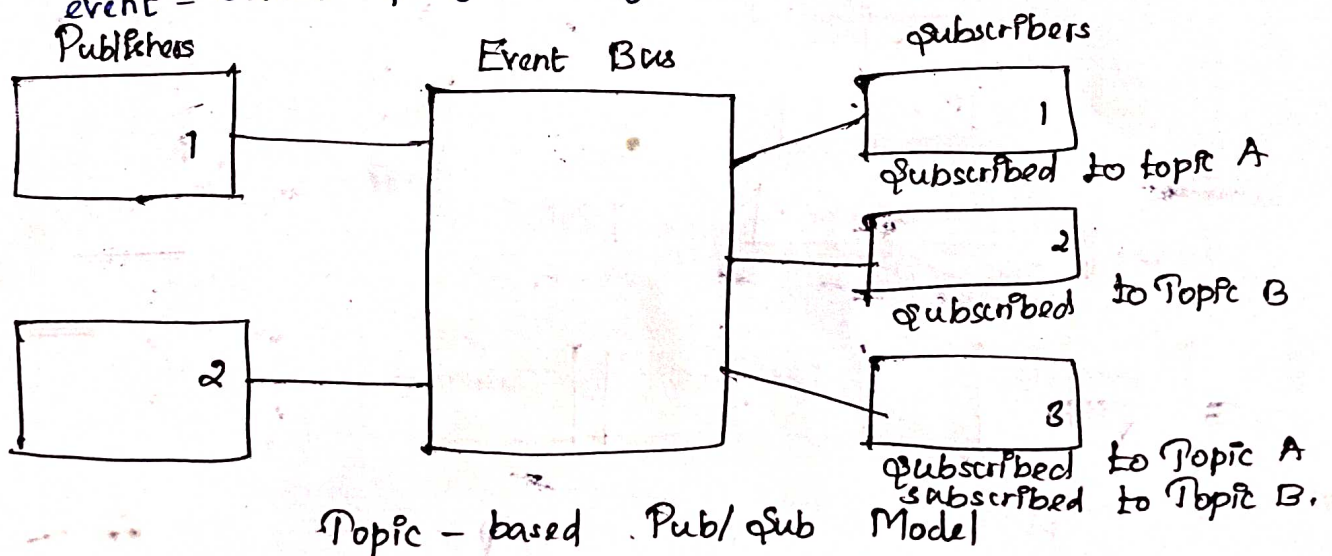 event -
Publishers
Event Bus
Subscribers
1
2
1
Subscribed to topic A
2
Subscribed to Topic B
3
Subscribed to Topic A
subscribed to Topic B.
Topic - based Pub/Sub Model